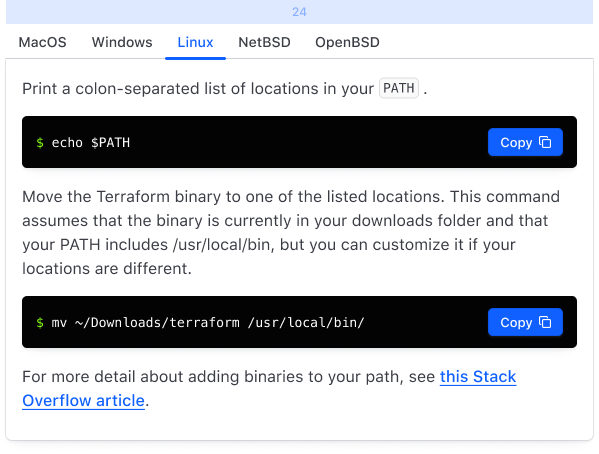 24
MacOS Windows Linux NetBSD OpenBSD
Print a colon-separated list of locations in your PATH .
$ echo $PATH Copy
Move the Terraform binary to one of the listed locations. This command
assumes that the binary is currently in your downloads folder and that
your PATH includes /usr/local/bin, but you can customize it if your
locations are different.
$ mv ~/Downloads/terraform /usr/local/bin/ Copy
For more detail about adding binaries to your path, see this Stack
Overflow article.